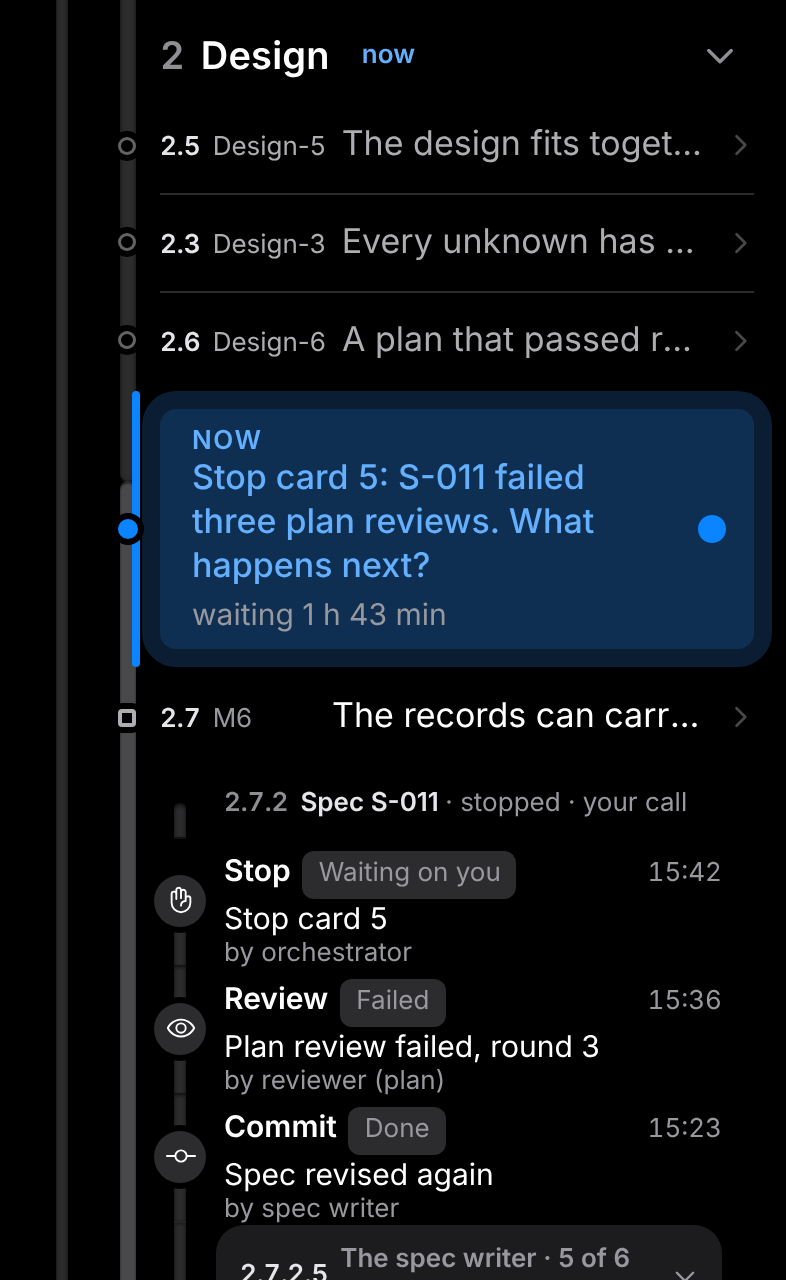 2 Design now
2.5 Design-5 The design fits toget...
2.3 Design-3 Every unknown has ...
2.6 Design-6 A plan that passed r...
NOW
Stop card 5: S-011 failed
three plan reviews. What
happens next?
waiting 1 h 43 min
2.7 M6 The records can carr...
2.7.2 Spec S-011 · stopped · your call
Stop Waiting on you 15:42
Stop card 5
by orchestrator
Review Failed 15:36
Plan review failed, round 3
by reviewer (plan)
Commit Done 15:23
Spec revised again
by spec writer
The spec writer · 5 of 6
2.7.2.5